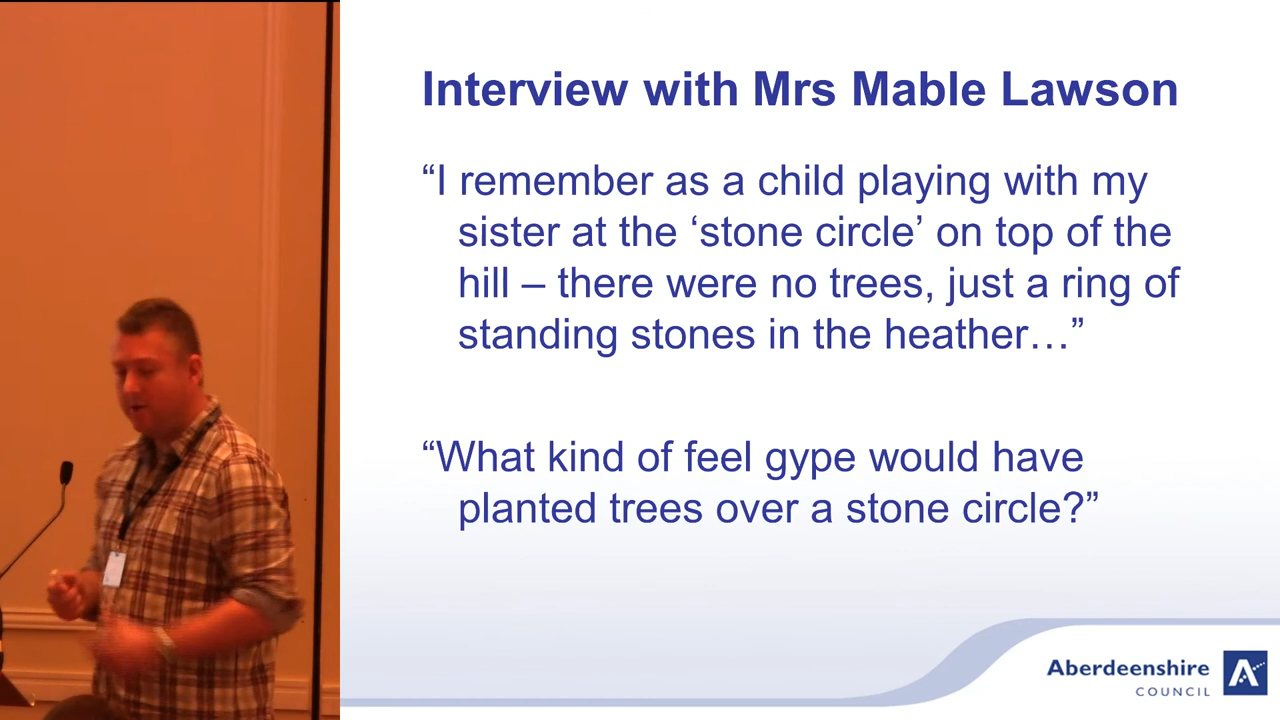 Interview with Mrs Mable Lawson
“I remember as a child playing with my
sister at the ‘stone circle’ on top of the
hill – there were no trees, just a ring of
standing stones in the heather…”
“What kind of feel gype would have
planted trees over a stone circle?”
Aberdeenshire
COUNCIL